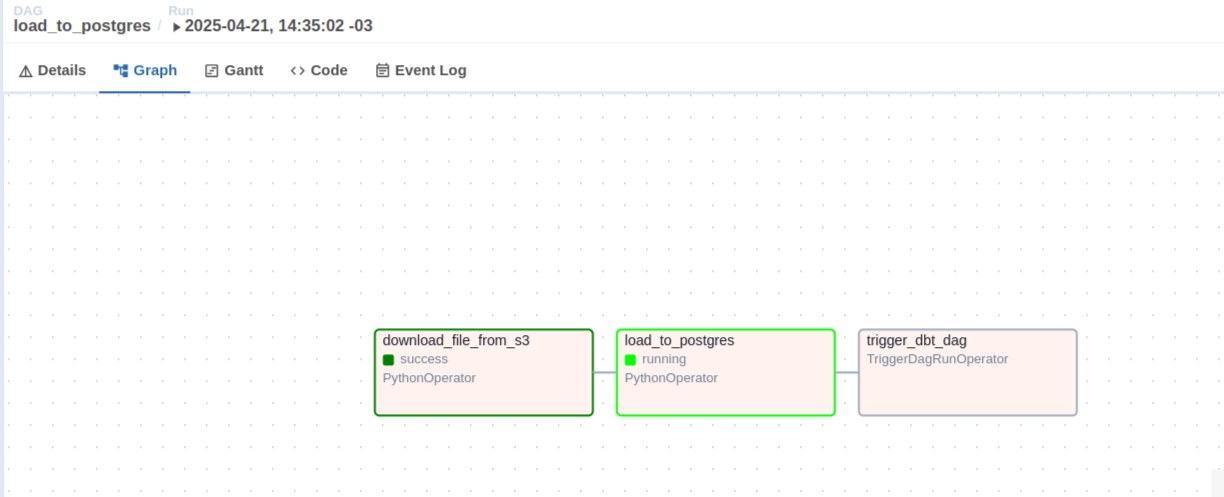 DAG Run
load_to_postgres / 2025-04-21, 14:35:02 -03
Details Graph Gantt Code Event Log
download_file_from_s3
success
PythonOperator
load_to_postgres
running
PythonOperator
trigger_dbt_dag
TriggerDagRunOperator